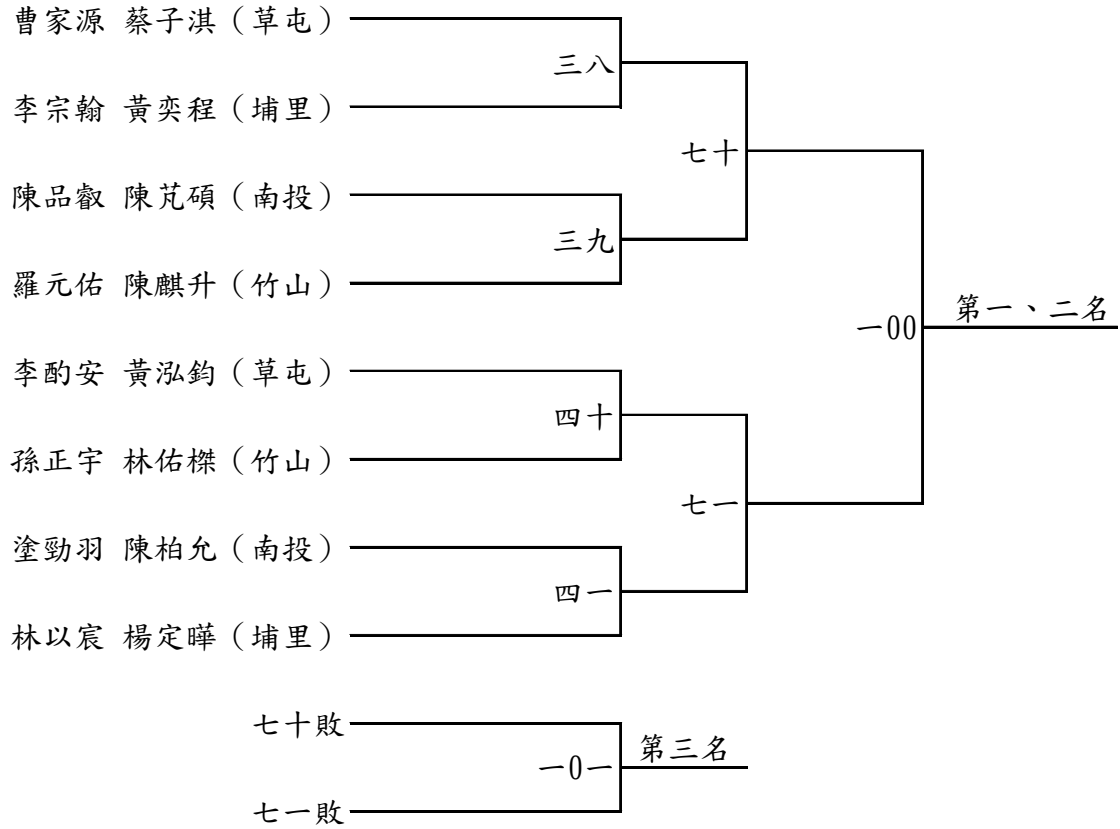 曹家源 蔡子淇（草屯）
三八
李宗翰 黃奕程（埔里）
七十
陳品叡 陳芃碩（南投）
三九
羅元佑 陳麒升（竹山）
第一、二名
一00
李酌安 黃泓鈞（草屯）
四十
孫正宇 林佑榤（竹山）
七一
塗勁羽 陳柏允（南投）
四一
林以宸 楊定曄（埔里）
七十敗
第三名
一0一
七一敗